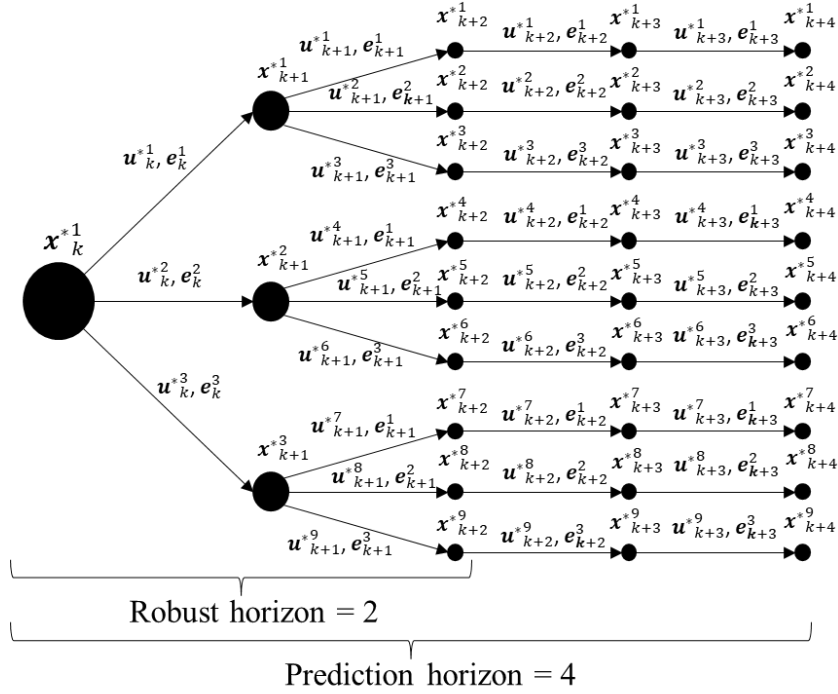 x*¹ₖ₊₂ u*¹ₖ₊₂, e¹ₖ₊₂ x*¹ₖ₊₃ u*¹ₖ₊₃, e¹ₖ₊₃ x*¹ₖ₊₄
u*¹ₖ₊₁, e¹ₖ₊₁
x*¹ₖ₊₁
u*²ₖ₊₁, e²ₖ₊₁ x*²ₖ₊₂ u*²ₖ₊₂, e²ₖ₊₂ x*²ₖ₊₃ u*²ₖ₊₃, e²ₖ₊₃ x*²ₖ₊₄
u*³ₖ₊₁, e³ₖ₊₁ x*³ₖ₊₂ u*³ₖ₊₂, e³ₖ₊₂ x*³ₖ₊₃ u*³ₖ₊₃, e³ₖ₊₃ x*³ₖ₊₄
u*¹ₖ, e¹ₖ
x*⁴ₖ₊₂ u*⁴ₖ₊₂, e¹ₖ₊₂ x*⁴ₖ₊₃ u*⁴ₖ₊₃, e¹ₖ₊₃ x*⁴ₖ₊₄
u*⁴ₖ₊₁, e¹ₖ₊₁
x*¹ₖ
x*²ₖ₊₁
u*²ₖ, e²ₖ
u*⁵ₖ₊₁, e²ₖ₊₁ x*⁵ₖ₊₂ u*⁵ₖ₊₂, e²ₖ₊₂ x*⁵ₖ₊₃ u*⁵ₖ₊₃, e²ₖ₊₃ x*⁵ₖ₊₄
u*⁶ₖ₊₁, e³ₖ₊₁ x*⁶ₖ₊₂ u*⁶ₖ₊₂, e³ₖ₊₂ x*⁶ₖ₊₃ u*⁶ₖ₊₃, e³ₖ₊₃ x*⁶ₖ₊₄
u*³ₖ, e³ₖ
x*⁷ₖ₊₂ u*⁷ₖ₊₂, e¹ₖ₊₂ x*⁷ₖ₊₃ u*⁷ₖ₊₃, e¹ₖ₊₃ x*⁷ₖ₊₄
u*⁷ₖ₊₁, e¹ₖ₊₁
x*³ₖ₊₁
u*⁸ₖ₊₁, e²ₖ₊₁ x*⁸ₖ₊₂ u*⁸ₖ₊₂, e²ₖ₊₂ x*⁸ₖ₊₃ u*⁸ₖ₊₃, e²ₖ₊₃ x*⁸ₖ₊₄
u*⁹ₖ₊₁, e³ₖ₊₁ x*⁹ₖ₊₂ u*⁹ₖ₊₂, e³ₖ₊₂ x*⁹ₖ₊₃ u*⁹ₖ₊₃, e³ₖ₊₃ x*⁹ₖ₊₄
Robust horizon = 2
Prediction horizon = 4